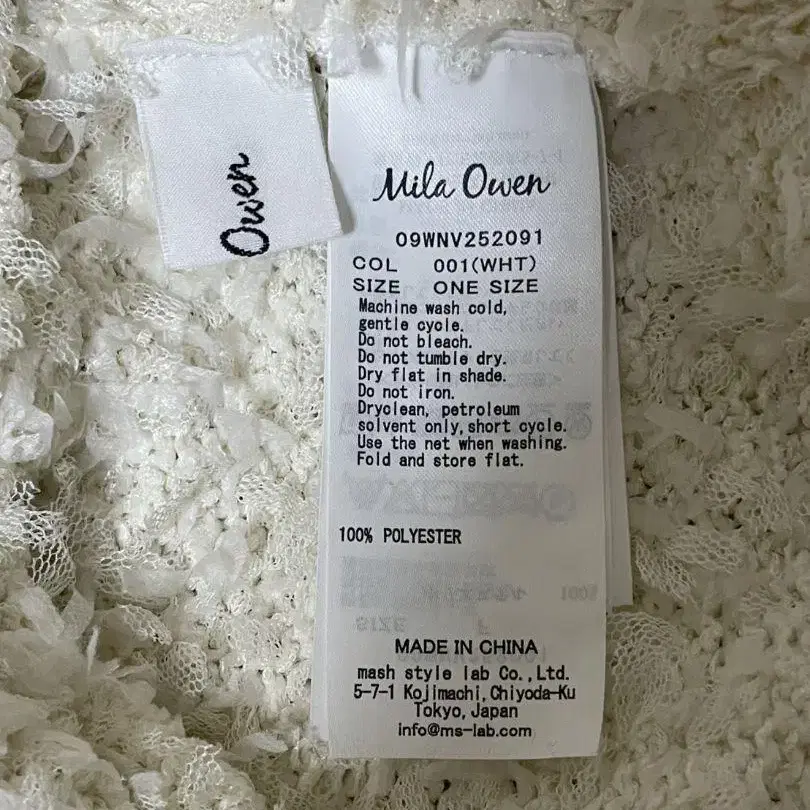 Owen
Mila Owen
09WNV252091
COL 001(WHT)
SIZE ONE SIZE
Machine wash cold,
gentle cycle.
Do not bleach.
Do not tumble dry.
Dry flat in shade.
Do not iron.
Dryclean, petroleum
solvent only,short cycle.
Use the net when washing.
Fold and store flat.
100% POLYESTER
MADE IN CHINA
mash style lab Co.,Ltd.
5-7-1 Kojimachi,Chiyoda-Ku
Tokyo,Japan
info@ms-lab.com